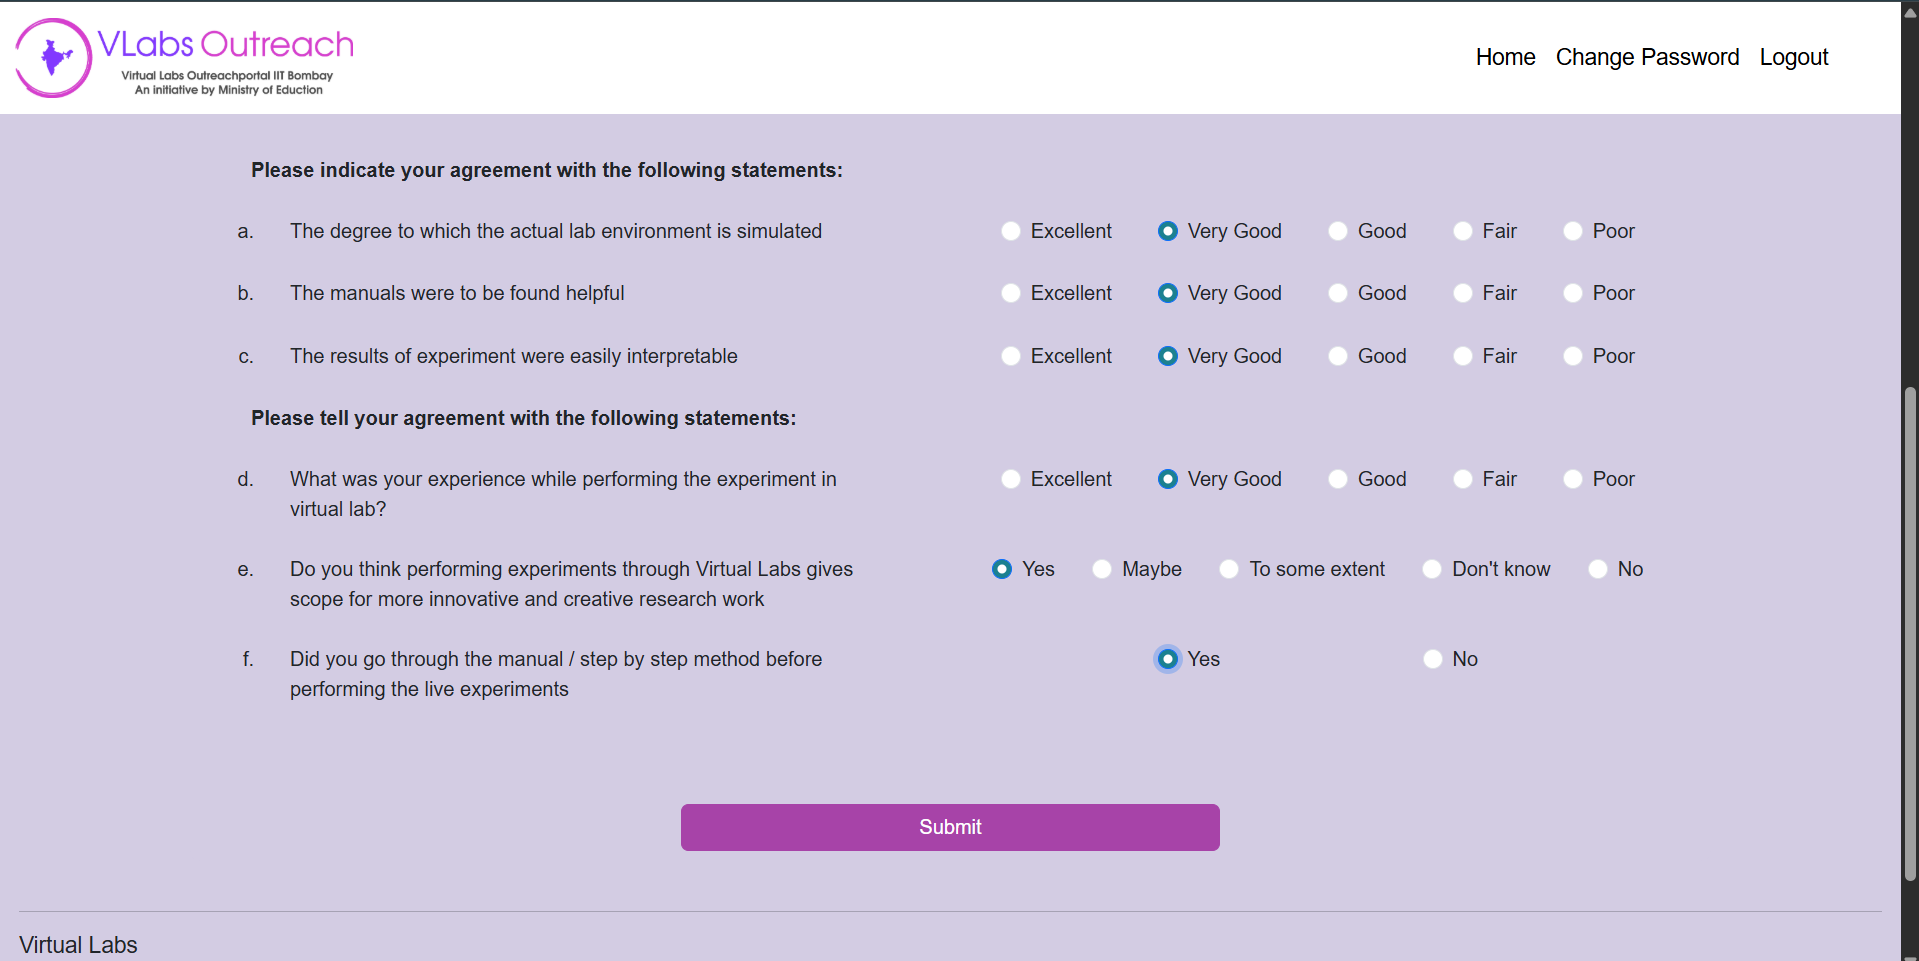 VLabs Outreach
Virtual Labs Outreachportal IIT Bombay
An initiative by Ministry of Eduction
Home Change Password Logout
Please indicate your agreement with the following statements:
a. The degree to which the actual lab environment is simulated Excellent Very Good Good Fair Poor
b. The manuals were to be found helpful Excellent Very Good Good Fair Poor
c. The results of experiment were easily interpretable Excellent Very Good Good Fair Poor
Please tell your agreement with the following statements:
d. What was your experience while performing the experiment in Excellent Very Good Good Fair Poor
virtual lab?
e. Do you think performing experiments through Virtual Labs gives Yes Maybe To some extent Don't know No
scope for more innovative and creative research work
f. Did you go through the manual / step by step method before Yes No
performing the live experiments
Submit
Virtual Labs